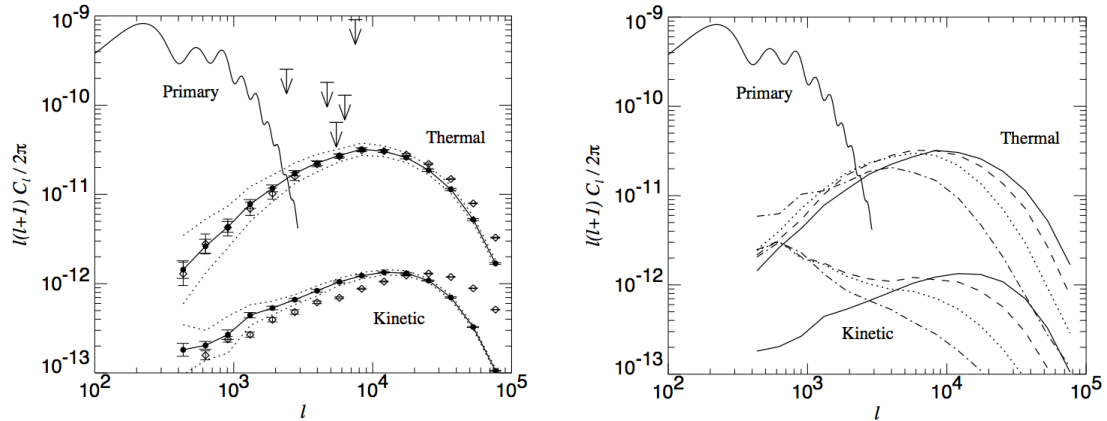 10^-9
10^-10
10^-11
10^-12
10^-13
l(l+1) C_l / 2π
Primary
Thermal
Kinetic
10^2
10^3
10^4
10^5
l
10^-9
10^-10
10^-11
10^-12
10^-13
l(l+1) C_l / 2π
Primary
Thermal
Kinetic
10^2
10^3
10^4
10^5
l